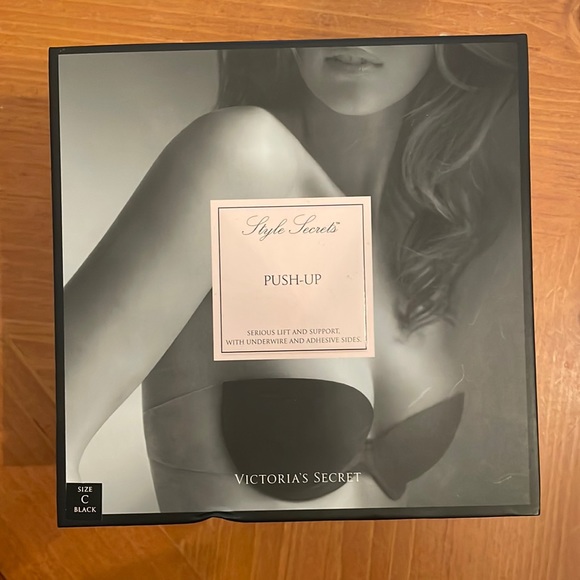 Style Secrets™
PUSH-UP
SERIOUS LIFT AND SUPPORT,
WITH UNDERWIRE AND ADHESIVE SIDES.
VICTORIA'S SECRET
SIZE
C
BLACK